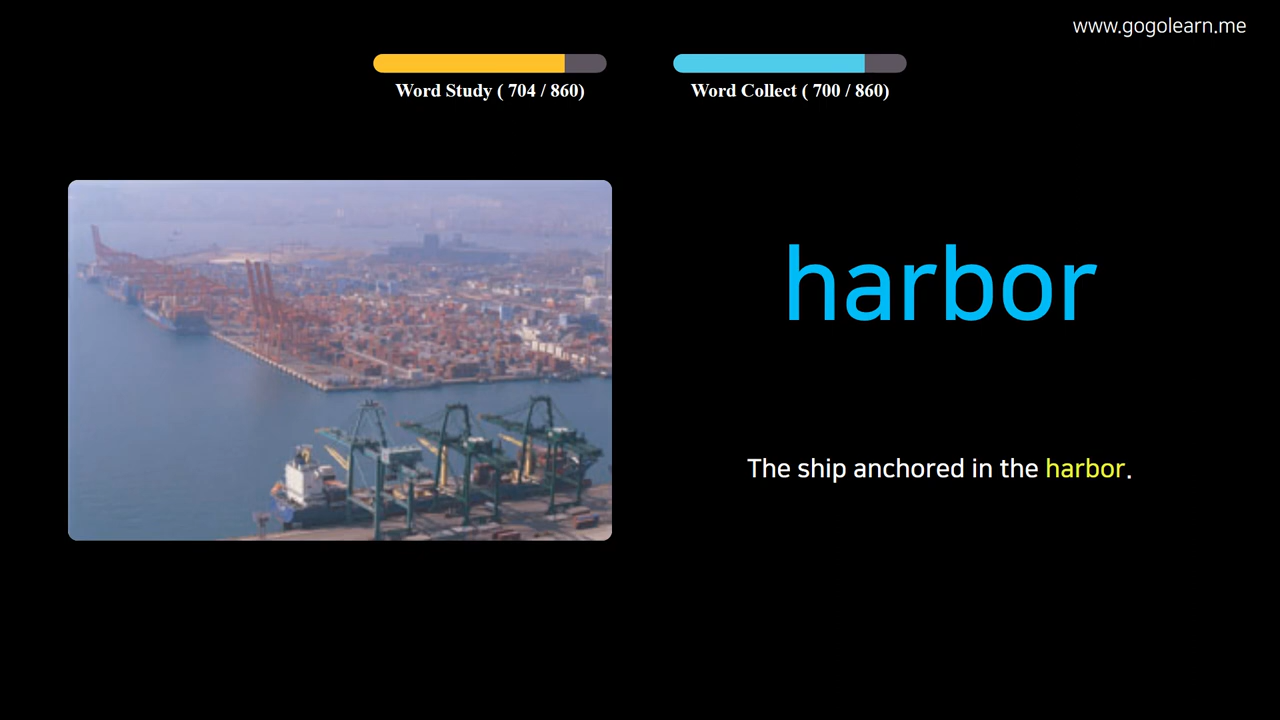 www.gogolearn.me
Word Study ( 704 / 860)
Word Collect ( 700 / 860)
harbor
The ship anchored in the harbor.